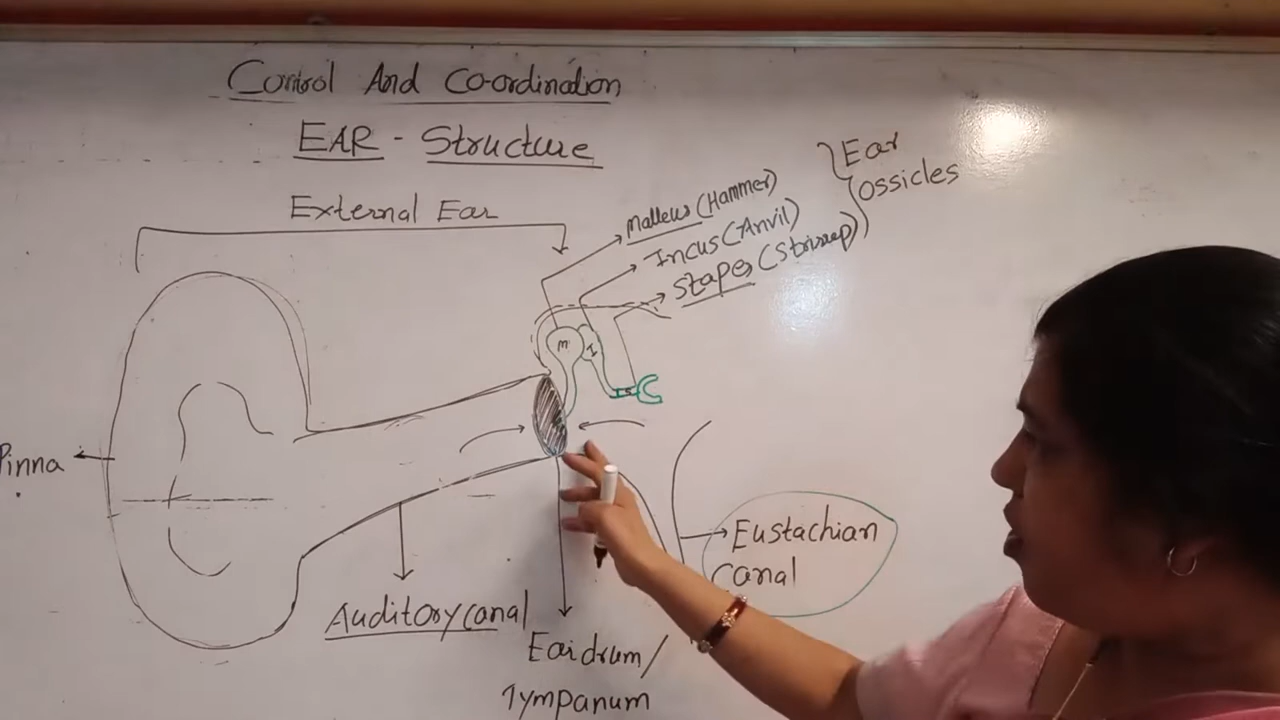 Control And Co-ordination
EAR - Structure
External Ear
Malleus (Hammer)
Incus (Anvil)
Stapes (Stirrup)
Ear
ossicles
M
I
S
Pinna
Eustachian
canal
Auditory canal
Eardrum/
Tympanum